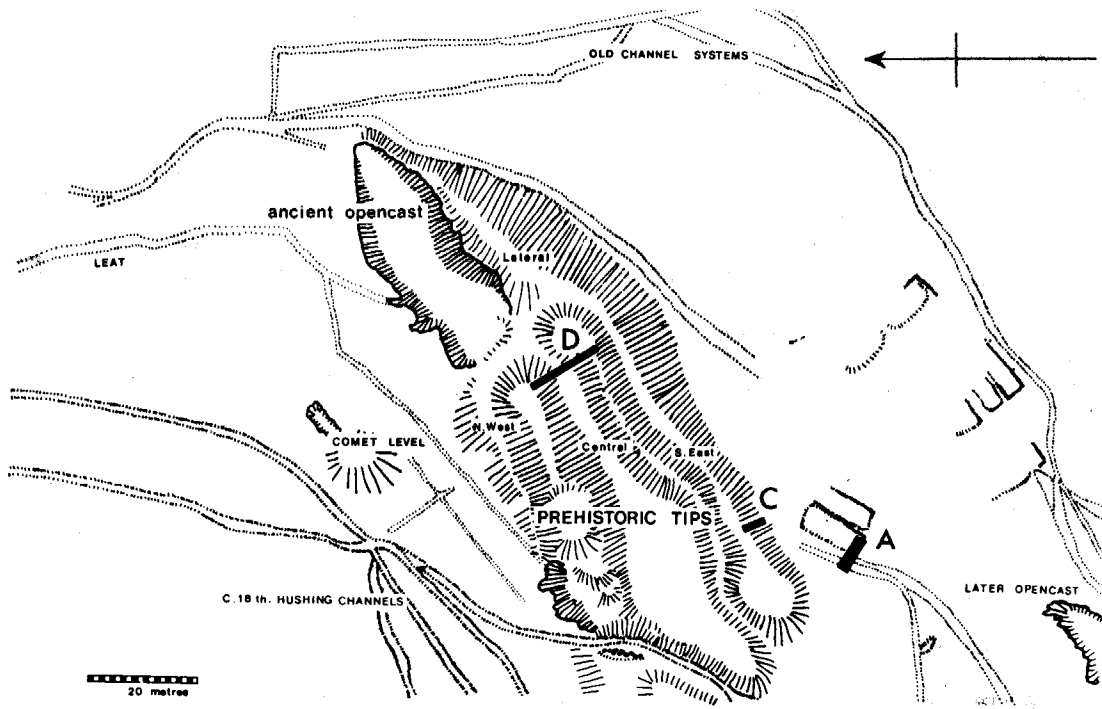 OLD CHANNEL SYSTEMS
ancient opencast
Lateral
LEAT
D
N. West
COMET LEVEL
Central
S. East
C
PREHISTORIC TIPS
A
C. 18 th. HUSHING CHANNELS
LATER OPENCAST
20 metres